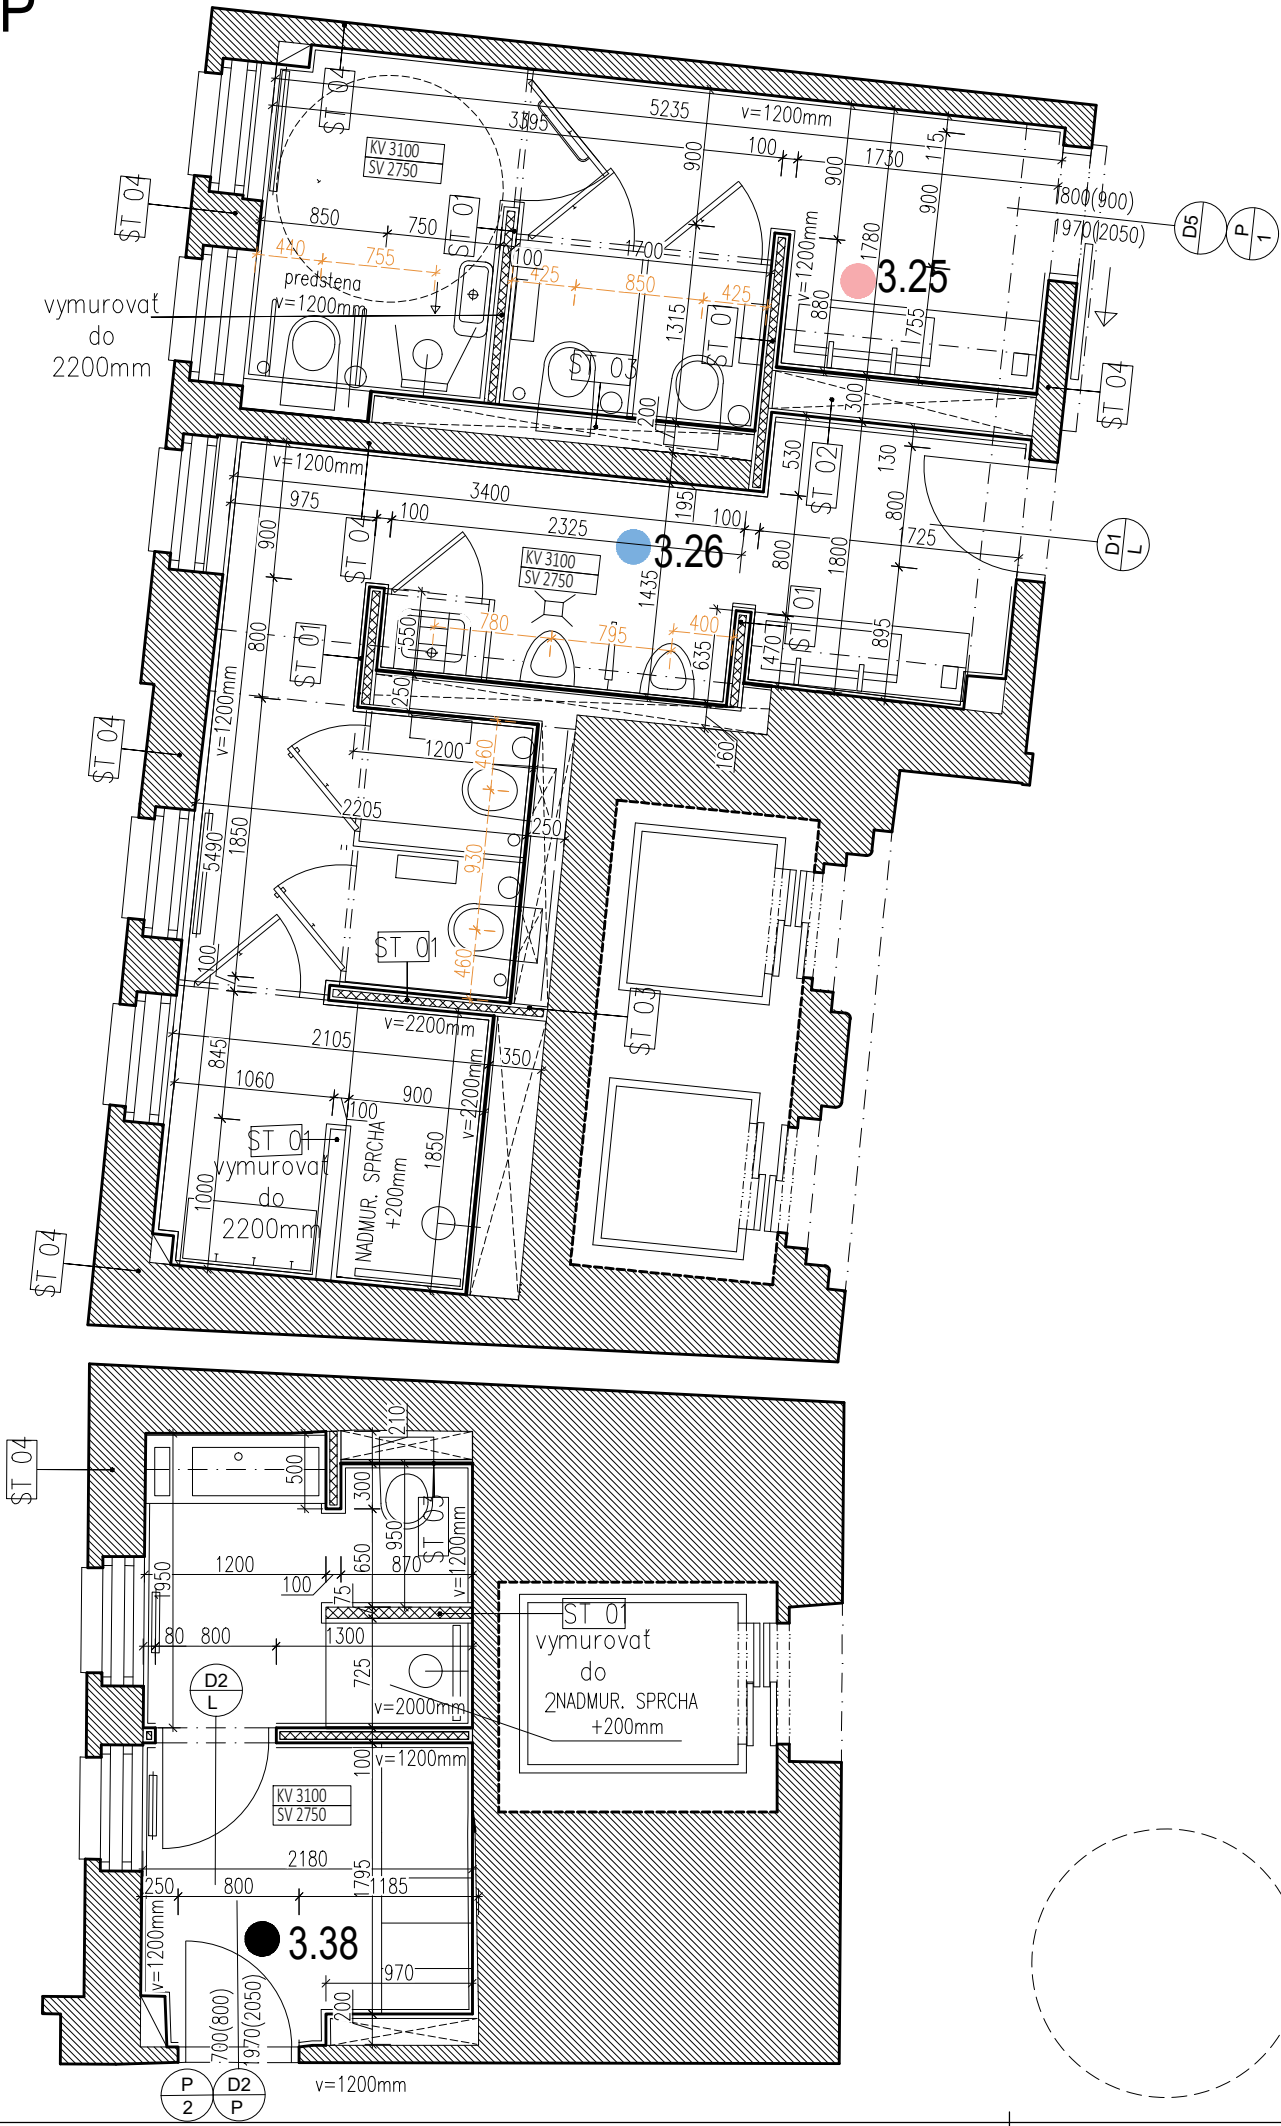 P
5235
v=1200mm
3395
ST 04
KV 3100
SV 2750
100
1730
900
900
115
900
1800(900)
1970(2050)
D5
P
1
ST 04
850
750
ST 01
1700
100
440
755
425
850
425
predstena
v=1200mm
vymurovať
do
2200mm
v=1200mm
1780
880
755
3.25
1315
ST 01
ST 03
200
300
ST 04
v=1200mm
3400
975
100
2325
100
195
530
ST 02
130
800
1725
D1
L
900
ST 04
KV 3100
SV 2750
3.26
1435
800
1800
ST 01
550
780
795
400
635
470
895
800
ST 01
250
v=1200mm
160
ST 04
1200
460
2205
250
5490
1850
930
100
ST 01
460
v=2200mm
ST 03
2105
350
845
1060
900
100
v=2200mm
ST 01
vymurovať
do
2200mm
1000
NADMUR. SPRCHA
+200mm
1850
ST 04
ST 04
210
500
300
950
ST 03
v=1200mm
1950
1200
100
650
870
75
80
800
1300
ST 01
vymurovať
do
2NADMUR. SPRCHA
+200mm
725
D2
L
v=2000mm
100
v=1200mm
KV 3100
SV 2750
2180
1795
250
800
1185
v=1200mm
3.38
970
200
700(800)
1970(2050)
P
2
D2
P
v=1200mm